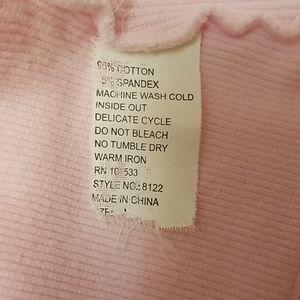 95% COTTON
5% SPANDEX
MACHINE WASH COLD
INSIDE OUT
DELICATE CYCLE
DO NOT BLEACH
NO TUMBLE DRY
WARM IRON
RN 533
STYLE NO.: 8122
MADE IN CHINA